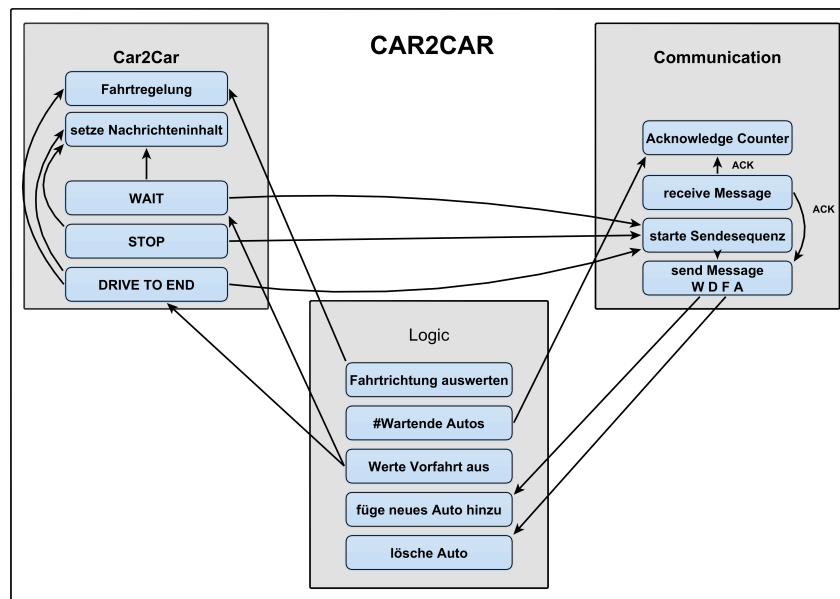 CAR2CAR
Car2Car
Fahrtregelung
setze Nachrichteninhalt
WAIT
STOP
DRIVE TO END
Communication
Acknowledge Counter
ACK
receive Message
ACK
starte Sendesequenz
send Message
W D F A
Logic
Fahrtrichtung auswerten
#Wartende Autos
Werte Vorfahrt aus
füge neues Auto hinzu
lösche Auto